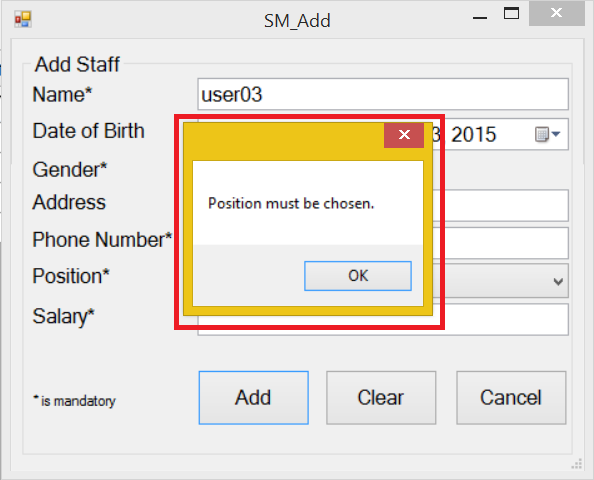 SM_Add
Add Staff
Name* user03
Date of Birth 3, 2015
Gender*
Address
Phone Number*
Position must be chosen.
OK
Position*
Salary*
* is mandatory
Add Clear Cancel